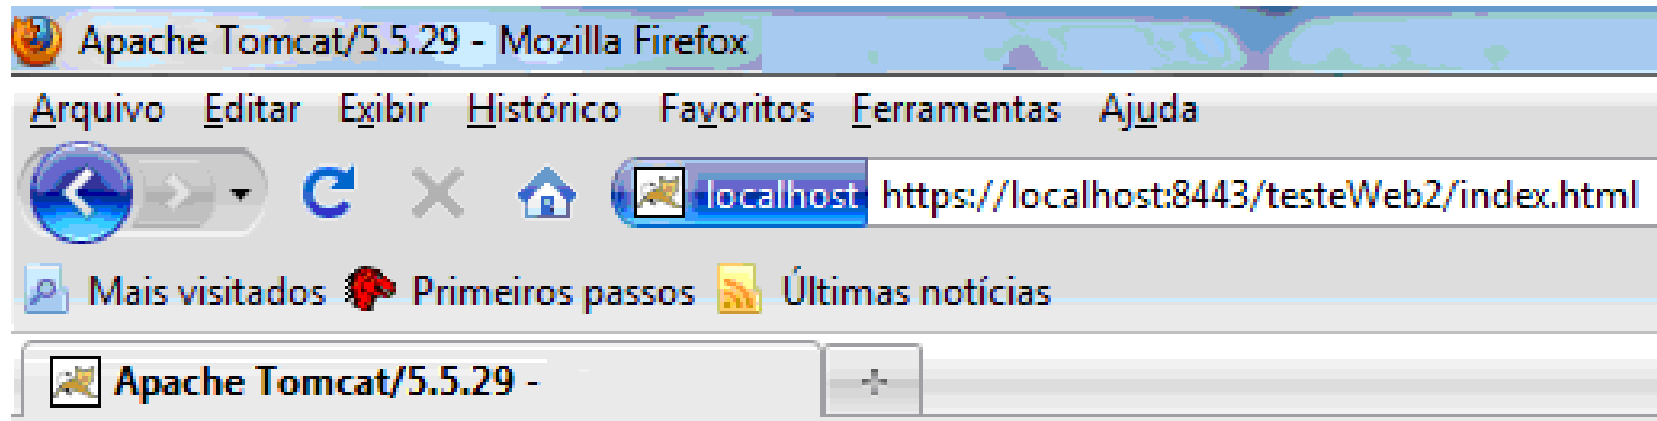 Apache Tomcat/5.5.29 - Mozilla Firefox
Arquivo Editar Exibir Histórico Favoritos Ferramentas Ajuda
localhost https://localhost:8443/testeWeb2/index.html
Mais visitados Primeiros passos Últimas notícias
Apache Tomcat/5.5.29 -